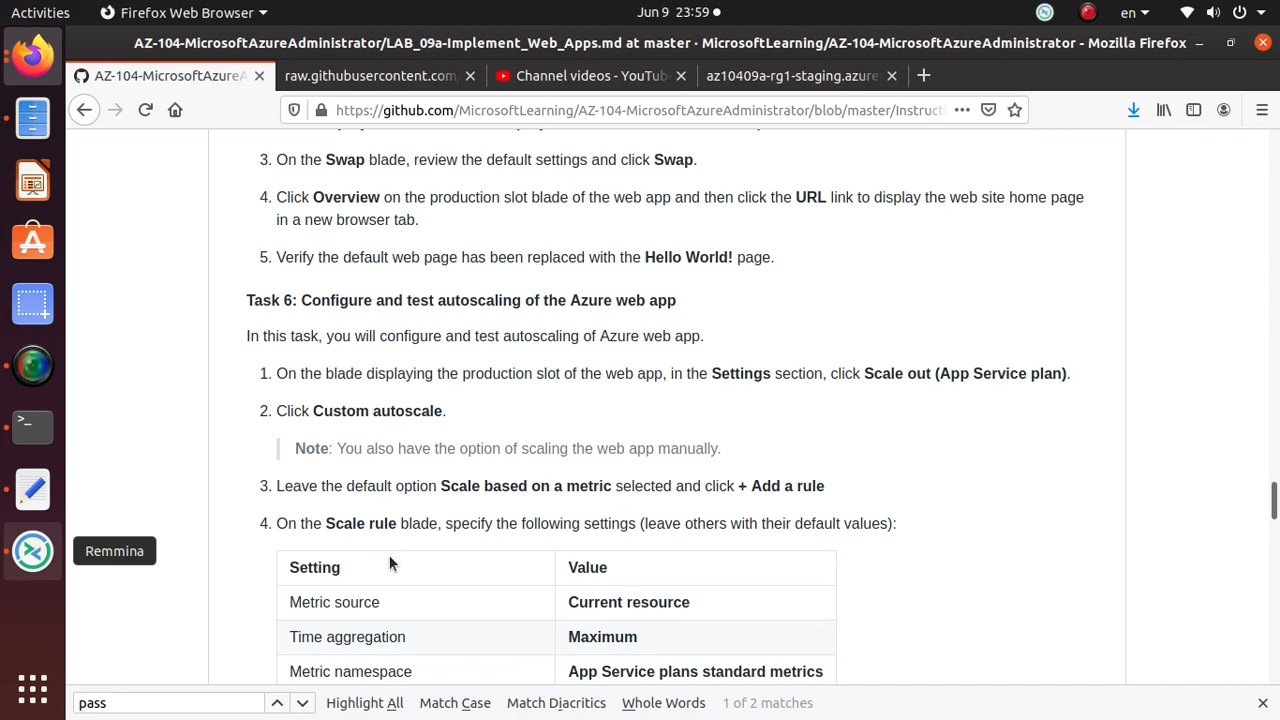 Activities
Firefox Web Browser
Jun 9 23:59
en
AZ-104-MicrosoftAzureAdministrator/LAB_09a-Implement_Web_Apps.md at master · MicrosoftLearning/AZ-104-MicrosoftAzureAdministrator - Mozilla Firefox
AZ-104-MicrosoftAzureA
raw.githubusercontent.com
Channel videos - YouTub
az10409a-rg1-staging.azure
https://github.com/MicrosoftLearning/AZ-104-MicrosoftAzureAdministrator/blob/master/Instructi
3. On the Swap blade, review the default settings and click Swap.
4. Click Overview on the production slot blade of the web app and then click the URL link to display the web site home page
in a new browser tab.
5. Verify the default web page has been replaced with the Hello World! page.
Task 6: Configure and test autoscaling of the Azure web app
In this task, you will configure and test autoscaling of Azure web app.
1. On the blade displaying the production slot of the web app, in the Settings section, click Scale out (App Service plan).
2. Click Custom autoscale.
Note: You also have the option of scaling the web app manually.
3. Leave the default option Scale based on a metric selected and click + Add a rule
4. On the Scale rule blade, specify the following settings (leave others with their default values):
Remmina
Setting Value
Metric source Current resource
Time aggregation Maximum
Metric namespace App Service plans standard metrics
pass
Highlight All
Match Case
Match Diacritics
Whole Words
1 of 2 matches